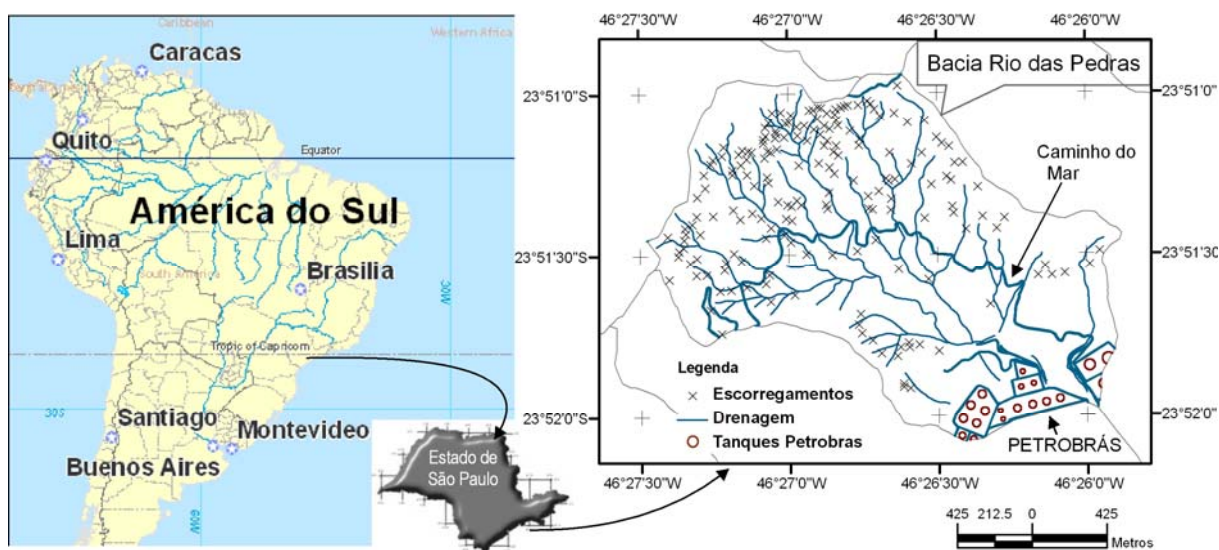 Caribbean
Western Africa
Caracas
Quito
Equator
América do Sul
Lima
South America
Brasilia
30W
Tropic of Capricorn
30S
Santiago
Montevideo
Buenos Aires
60W
Estado de
São Paulo
46°27'30"W
46°27'0"W
46°26'30"W
46°26'0"W
Bacia Rio das Pedras
23°51'0"S
23°51'0"S
Caminho do
Mar
23°51'30"S
23°51'30"S
Legenda
Escorregamentos
Drenagem
Tanques Petrobras
23°52'0"S
23°52'0"S
PETROBRÁS
46°27'30"W
46°27'0"W
46°26'30"W
46°26'0"W
425 212.5 0 425
Metros